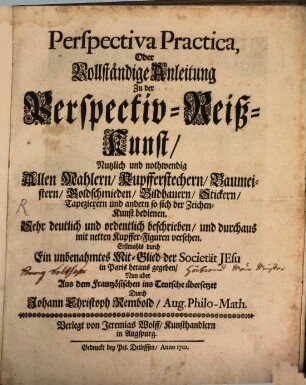 Perspectiva Practica,
Oder
Vollständige Anleitung
Zu der
Perspectiv-Reiß-
Kunst/
Nutzlich und nothwendig
Allen Mahlern/ Kupfferstechern/ Baumei-
stern/ Goldschmieden/ Bildhauern/ Stickern/
Tapezierern und andern so sich der Zeichen-
Kunst bedienen.
Sehr deutlich und ordentlich beschrieben/ und durchaus
mit netten Kupffer-Figuren versehen.
Erstmahls durch
Ein unbenahmtes Mit-Glied der Societät JEsu
in Paris heraus gegeben/
Nun aber
Aus dem Frantzösischen ins Teutsche übersetzet
Durch
Johann Christoph Rembold/ Aug. Philo-Math.
Verlegt von Jeremias Wolff/ Kunsthandlern
in Augspurg.
Gedruckt bey Pet. Detleffsen/ Anno 1710.